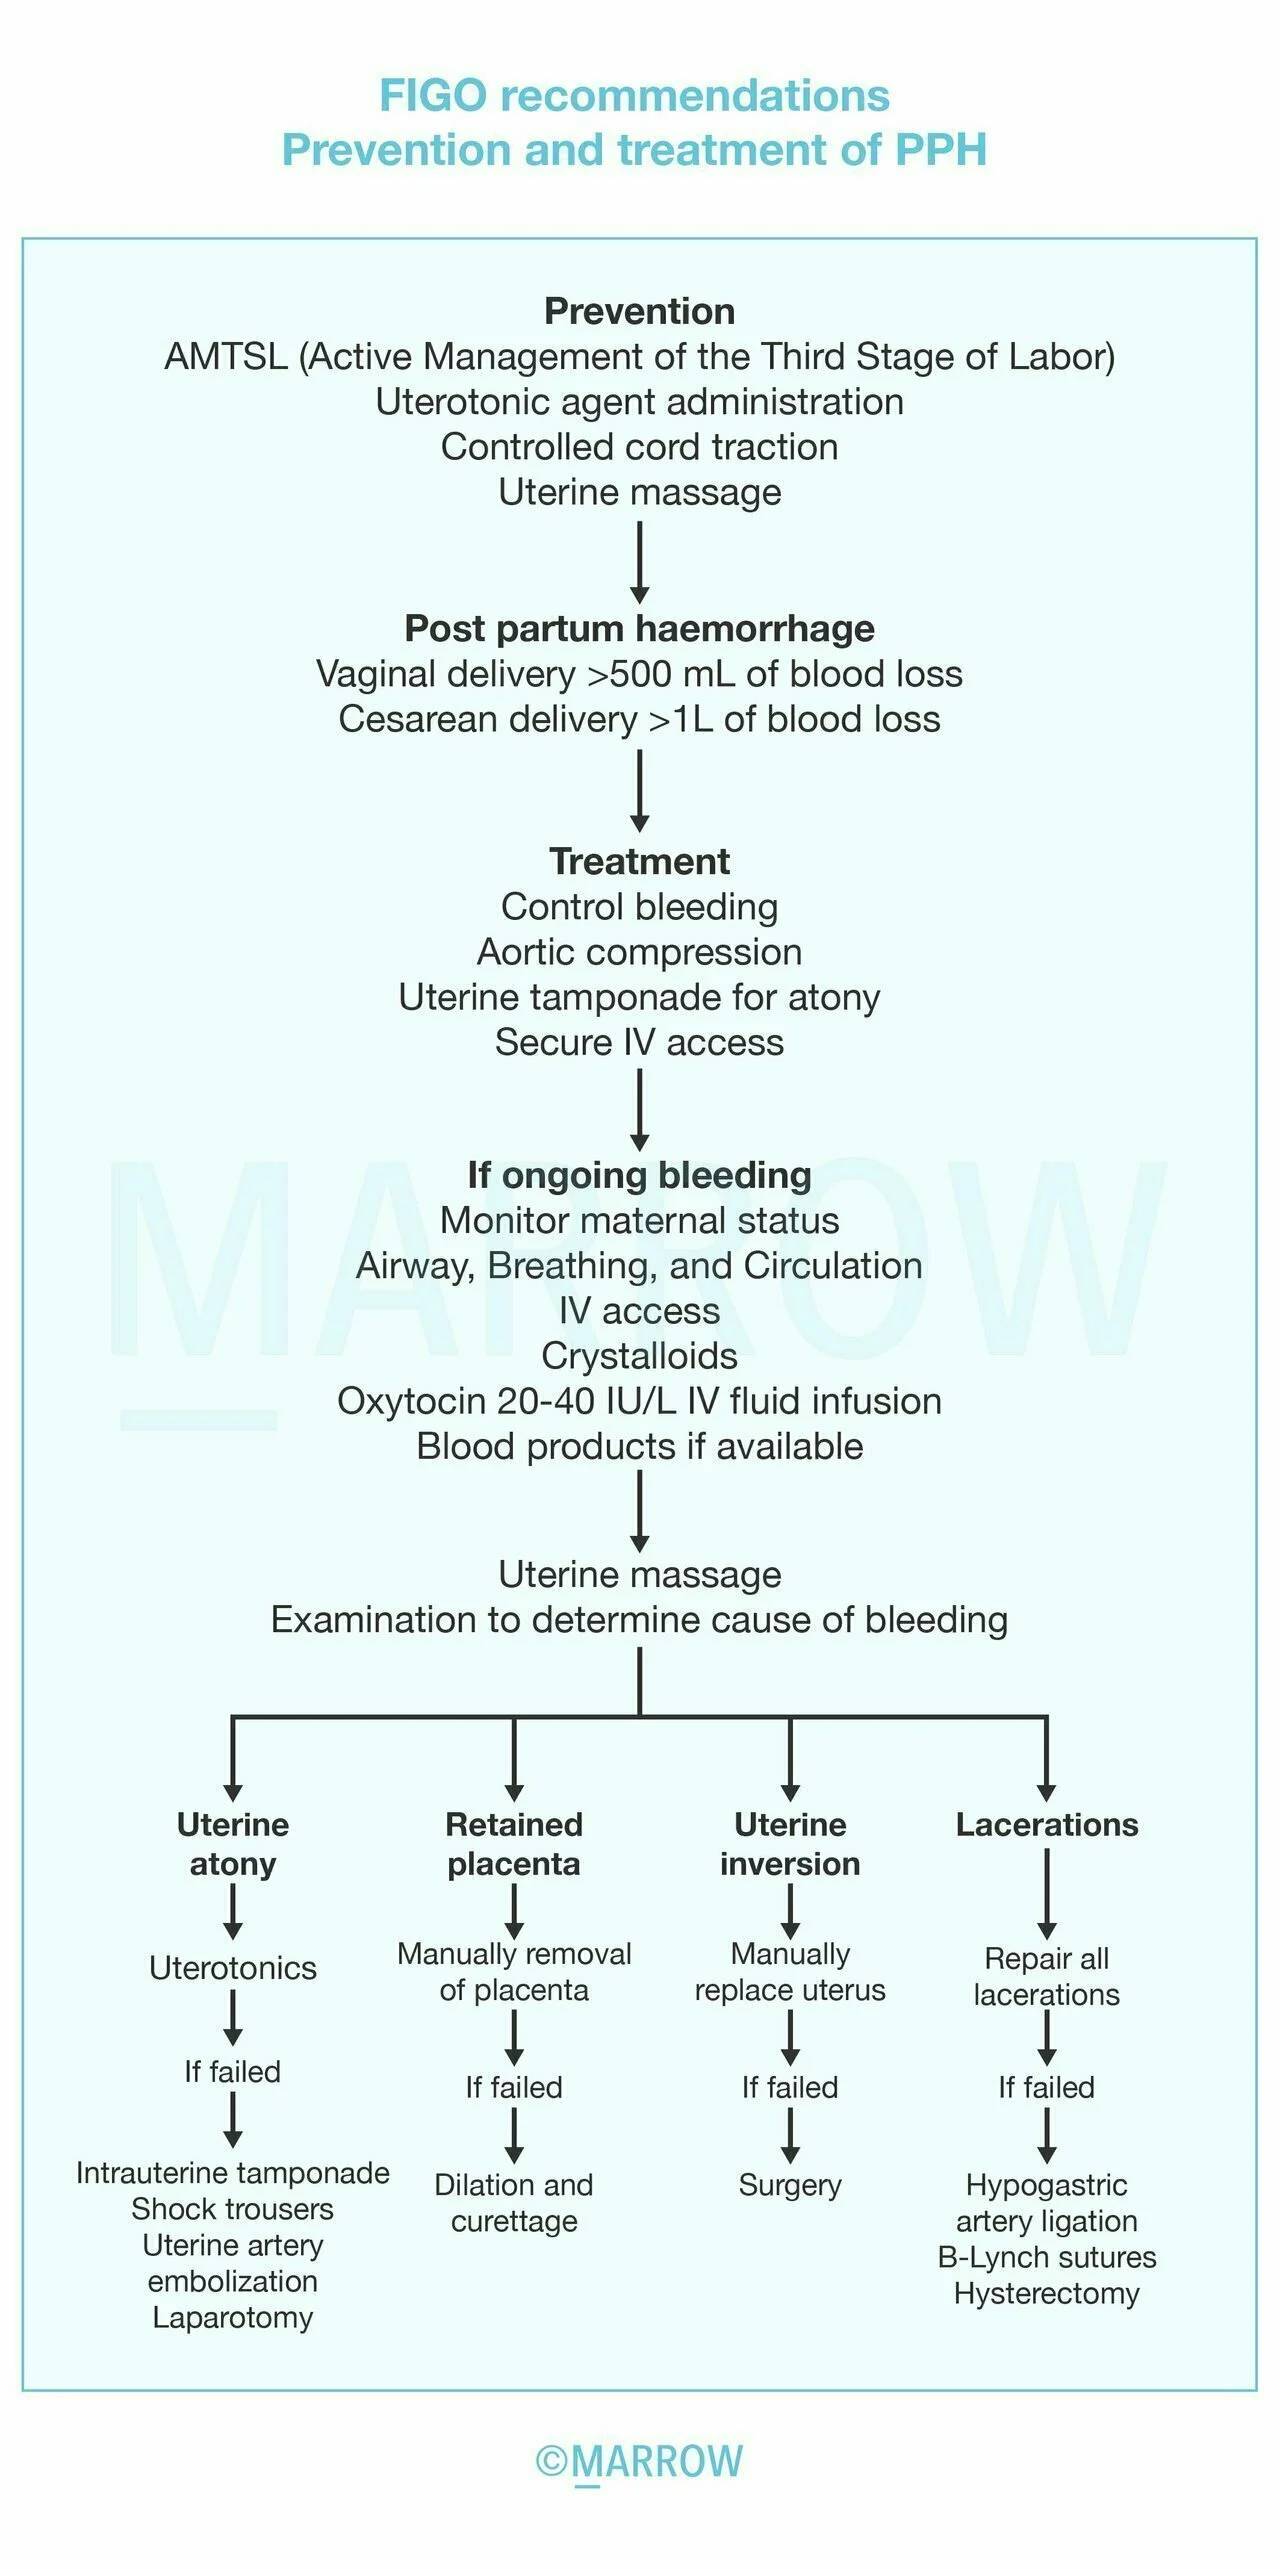 FIGO recommendations
Prevention and treatment of PPH
Prevention
AMTSL (Active Management of the Third Stage of Labor)
Uterotonic agent administration
Controlled cord traction
Uterine massage
Post partum haemorrhage
Vaginal delivery >500 mL of blood loss
Cesarean delivery >1L of blood loss
Treatment
Control bleeding
Aortic compression
Uterine tamponade for atony
Secure IV access
If ongoing bleeding
Monitor maternal status
Airway, Breathing, and Circulation
IV access
Crystalloids
Oxytocin 20-40 IU/L IV fluid infusion
Blood products if available
MARROW
Uterine massage
Examination to determine cause of bleeding
Uterine
atony
Uterotonics
If failed
Intrauterine tamponade
Shock trousers
Uterine artery
embolization
Laparotomy
Retained
placenta
Manually removal
of placenta
If failed
Dilation and
curettage
Uterine
inversion
Manually
replace uterus
If failed
Surgery
Lacerations
Repair all
lacerations
If failed
Hypogastric
artery ligation
B-Lynch sutures
Hysterectomy
©MARROW